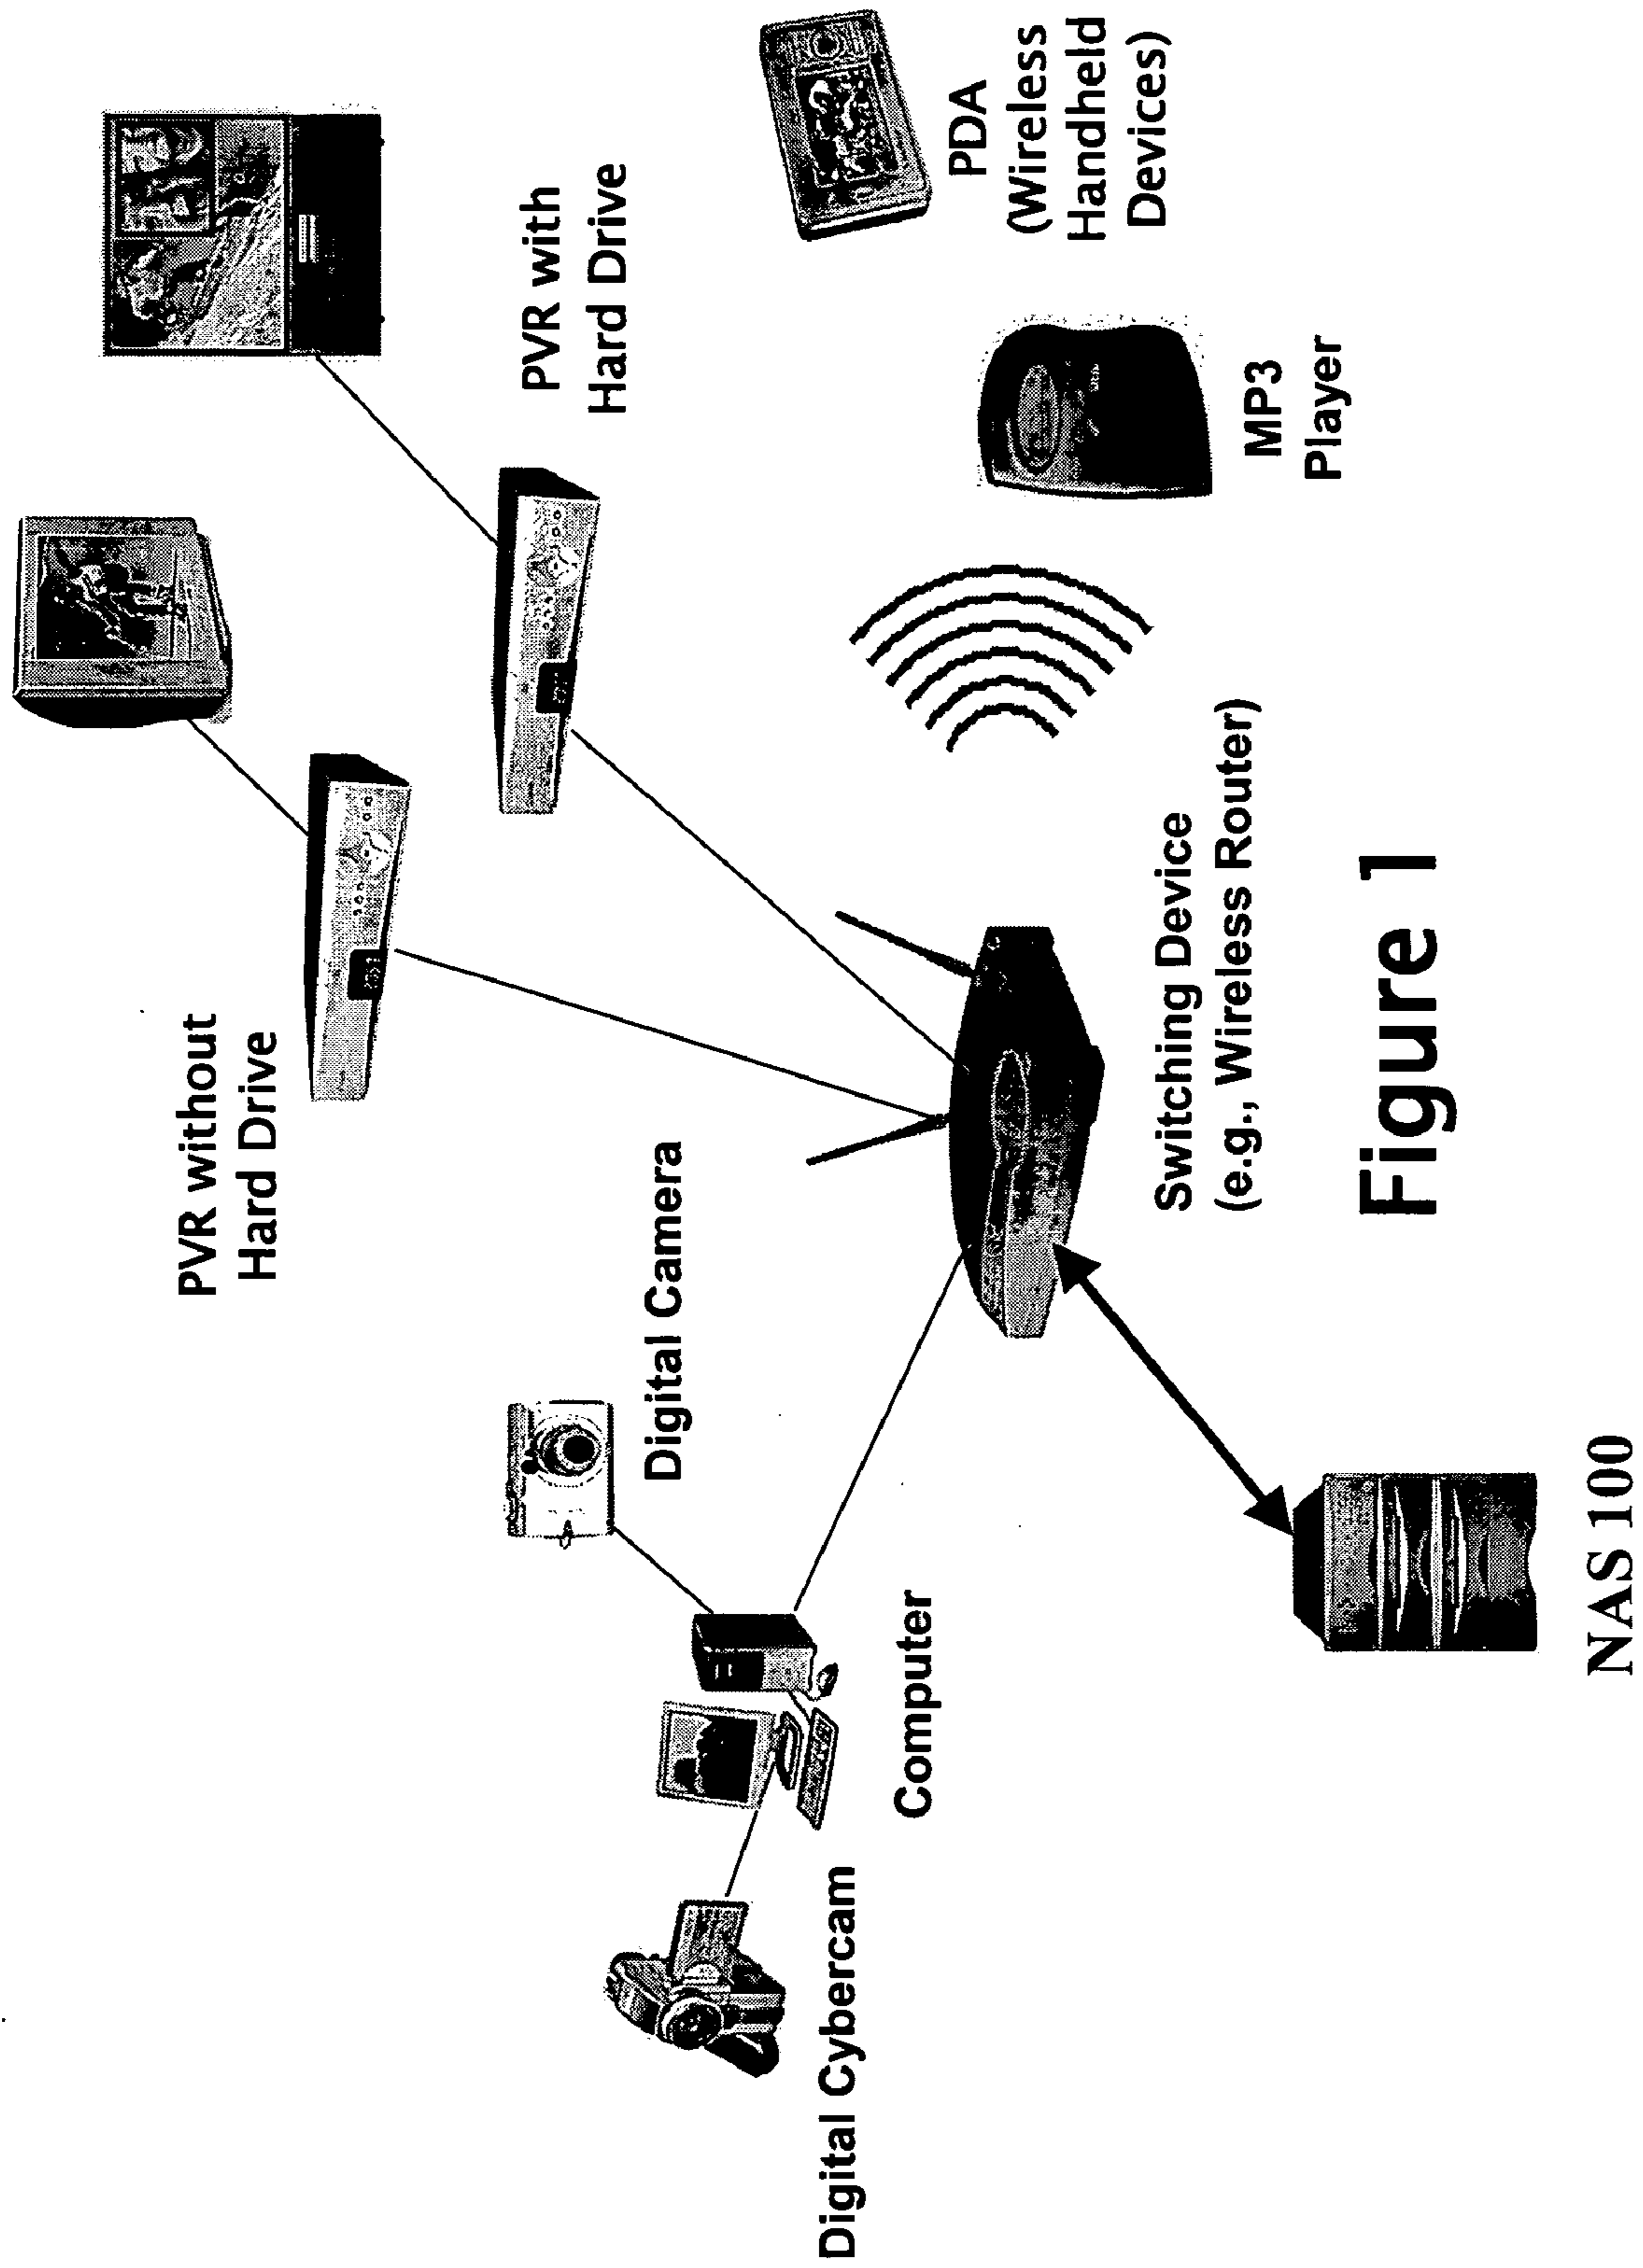 PVR without
Hard Drive
PVR with
Hard Drive
Digital Camera
Digital Cybercam
Computer
PDA
(Wireless
Handheld
Devices)
MP3
Player
Switching Device
(e.g., Wireless Router)
NAS 100
Figure 1